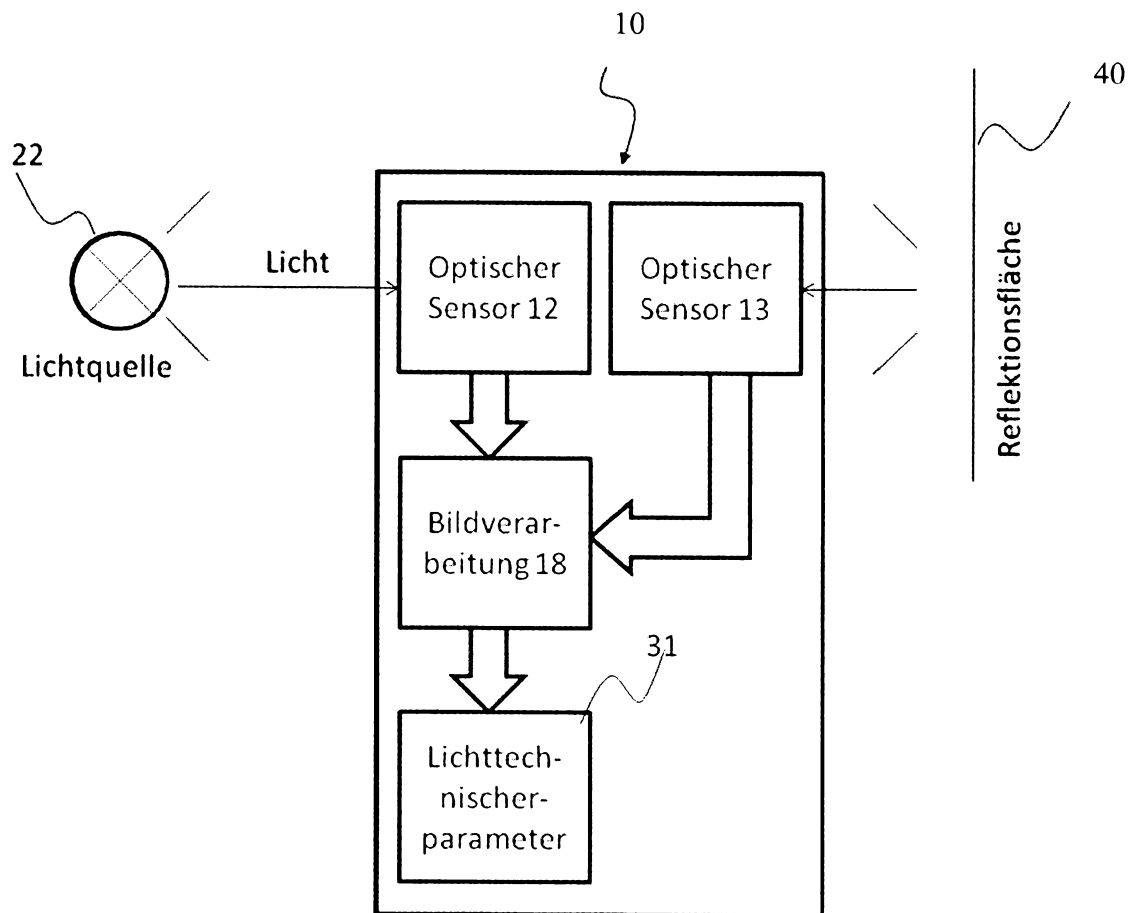 10
40
22
Licht
Lichtquelle
Optischer
Sensor 12
Optischer
Sensor 13
Reflektionsfläche
Bildverar-
beitung 18
31
Lichttech-
nischer-
parameter